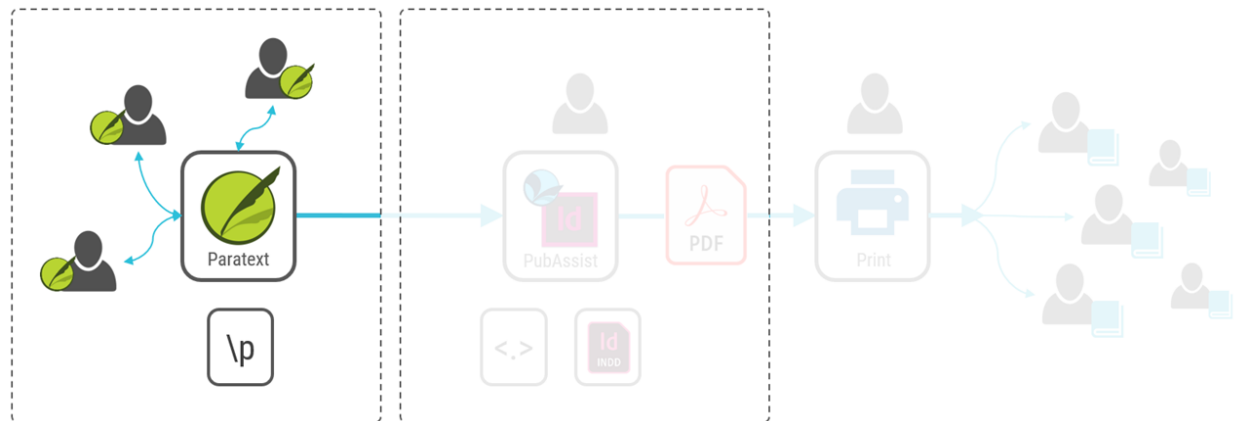 Paratext
\p
Id
PubAssist
<.>
Id
INDD
PDF
Print